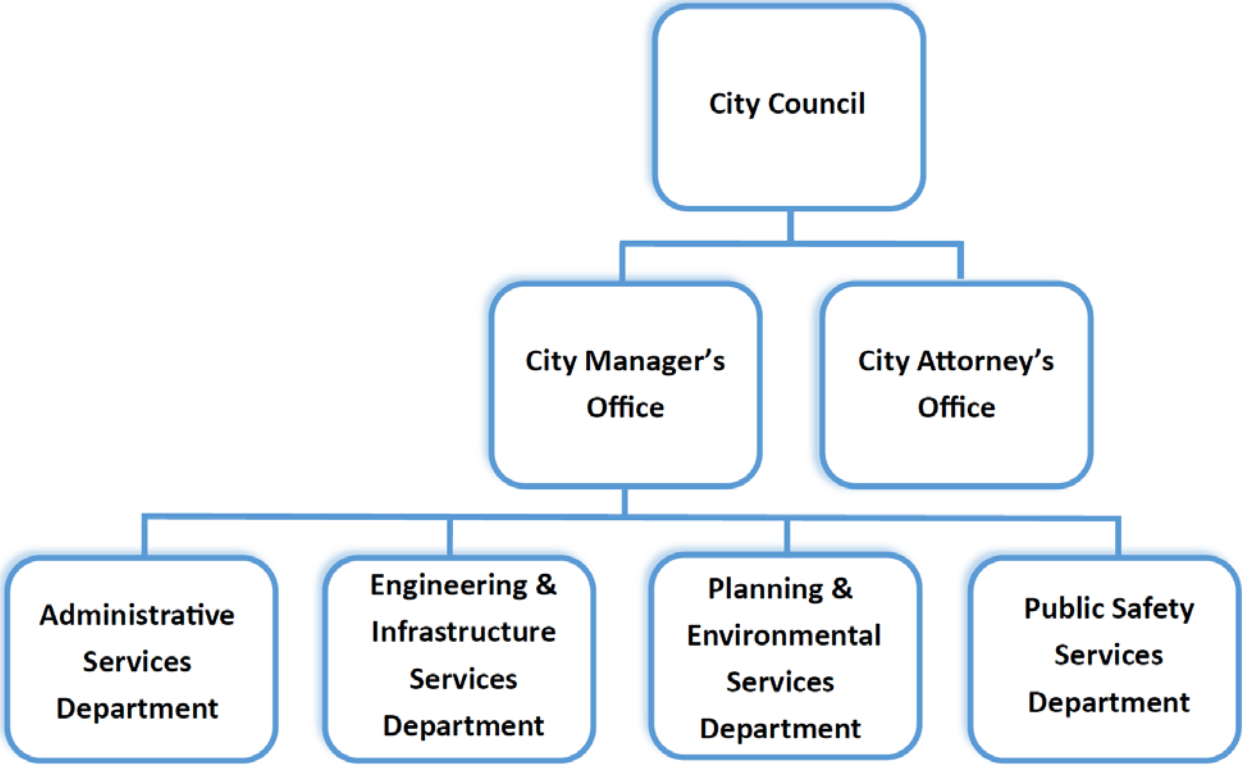 City Council
City Manager’s
Office
City Attorney’s
Office
Administrative
Services
Department
Engineering &
Infrastructure
Services
Department
Planning &
Environmental
Services
Department
Public Safety
Services
Department